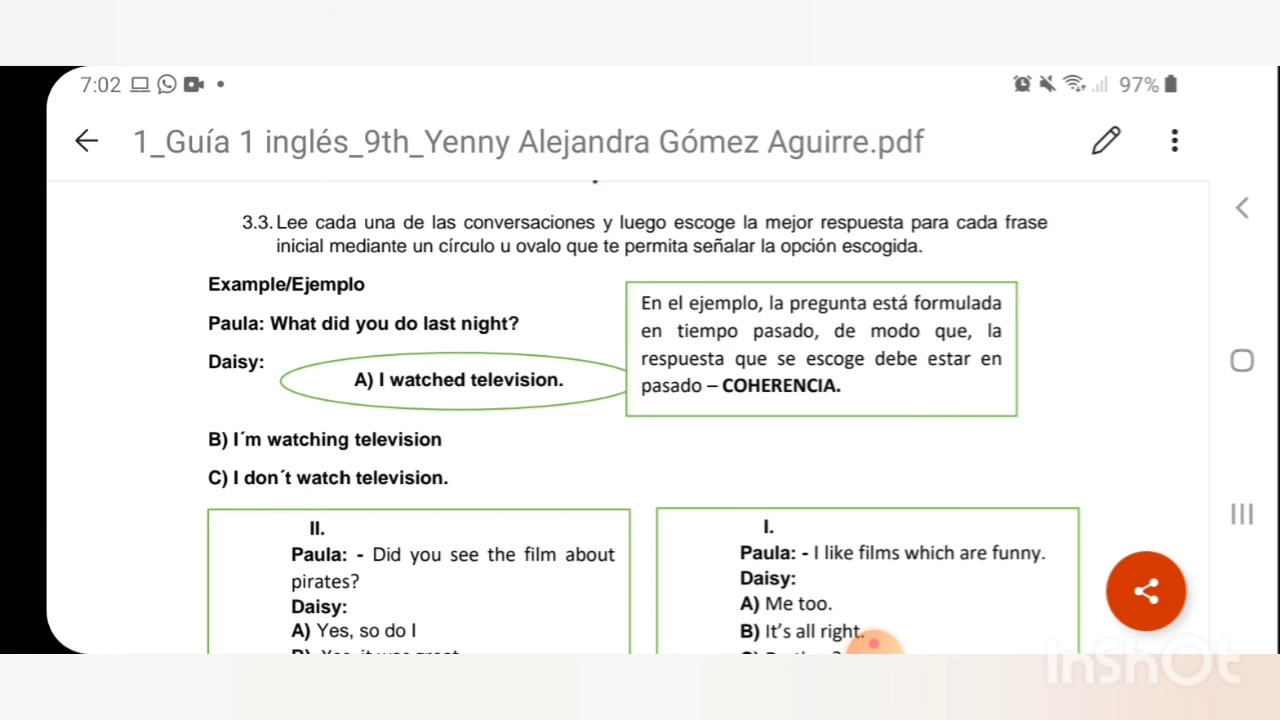 7:02
97%
1_Guía 1 inglés_9th_Yenny Alejandra Gómez Aguirre.pdf
3.3. Lee cada una de las conversaciones y luego escoge la mejor respuesta para cada frase
inicial mediante un círculo u ovalo que te permita señalar la opción escogida.
Example/Ejemplo
Paula: What did you do last night?
Daisy:
A) I watched television.
B) I´m watching television
C) I don´t watch television.
En el ejemplo, la pregunta está formulada
en tiempo pasado, de modo que, la
respuesta que se escoge debe estar en
pasado – COHERENCIA.
II.
Paula: - Did you see the film about
pirates?
Daisy:
A) Yes, so do I
B) Yes, it was great
I.
Paula: - I like films which are funny.
Daisy:
A) Me too.
B) It’s all right.
InShOt